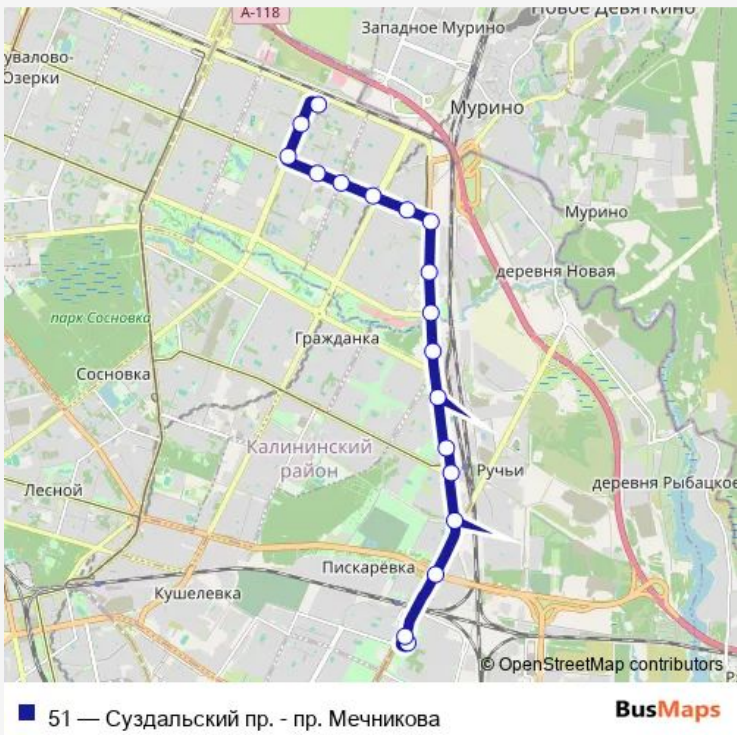 А-118
Новое Девяткино
Западное Мурино
увалово-
Озерки
Мурино
Мурино
деревня Новая
парк Сосновка
Гражданка
Сосновка
Калининский
район
Ручьи
деревня Рыбацкое
Лесной
Пискарёвка
Кушелевка
© OpenStreetMap contributors
51 — Суздальский пр. - пр. Мечникова
BusMaps